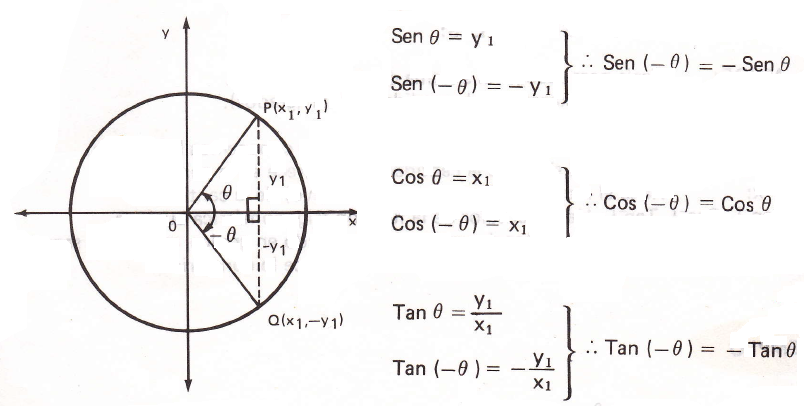 y
P(x₁, y₁)
y₁
θ
x
0
-θ
-y₁
Q(x₁,-y₁)
Sen θ = y₁
Sen (-θ) = - y₁
∴ Sen (-θ) = - Sen θ
Cos θ = x₁
Cos (-θ) = x₁
∴ Cos (-θ) = Cos θ
Tan θ = y₁/x₁
Tan (-θ) = - y₁/x₁
∴ Tan (-θ) = - Tan θ